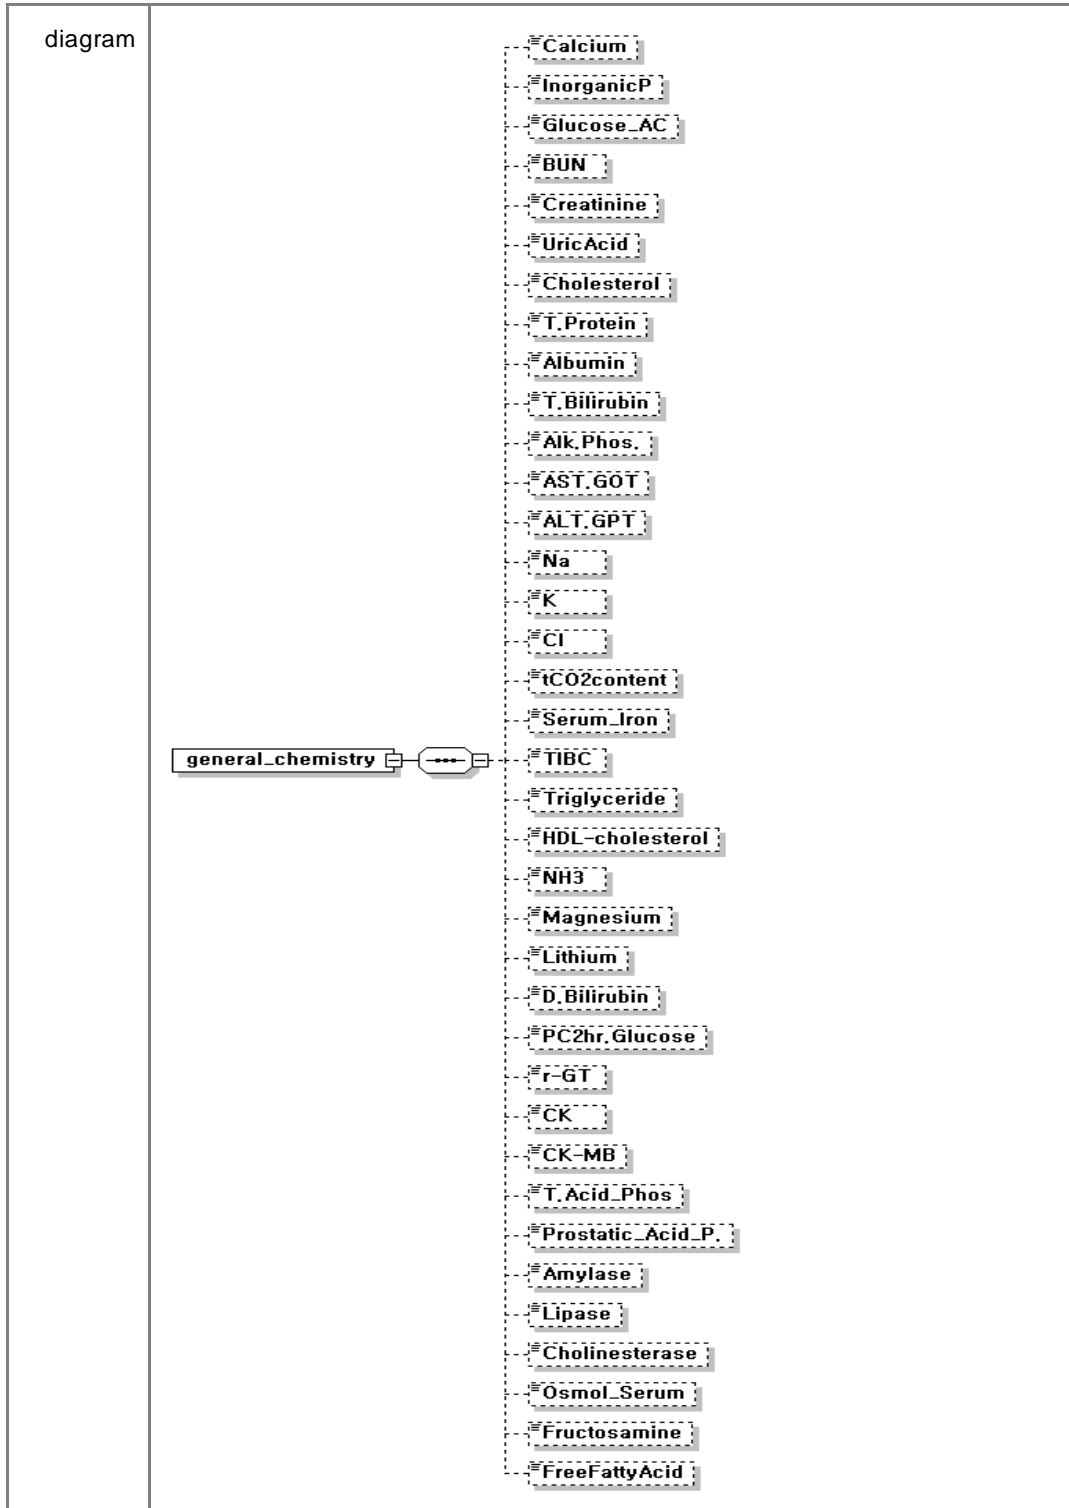 diagram
Calcium
InorganicP
Glucose_AC
BUN
Creatinine
UricAcid
Cholesterol
T.Protein
Albumin
T.Bilirubin
Alk.Phos.
AST.GOT
ALT.GPT
Na
K
Cl
tCO2content
Serum_Iron
general_chemistry
TIBC
Triglyceride
HDL-cholesterol
NH3
Magnesium
Lithium
D.Bilirubin
PC2hr.Glucose
r-GT
CK
CK-MB
T.Acid_Phos
Prostatic_Acid_P.
Amylase
Lipase
Cholinesterase
Osmol_Serum
Fructosamine
FreeFattyAcid